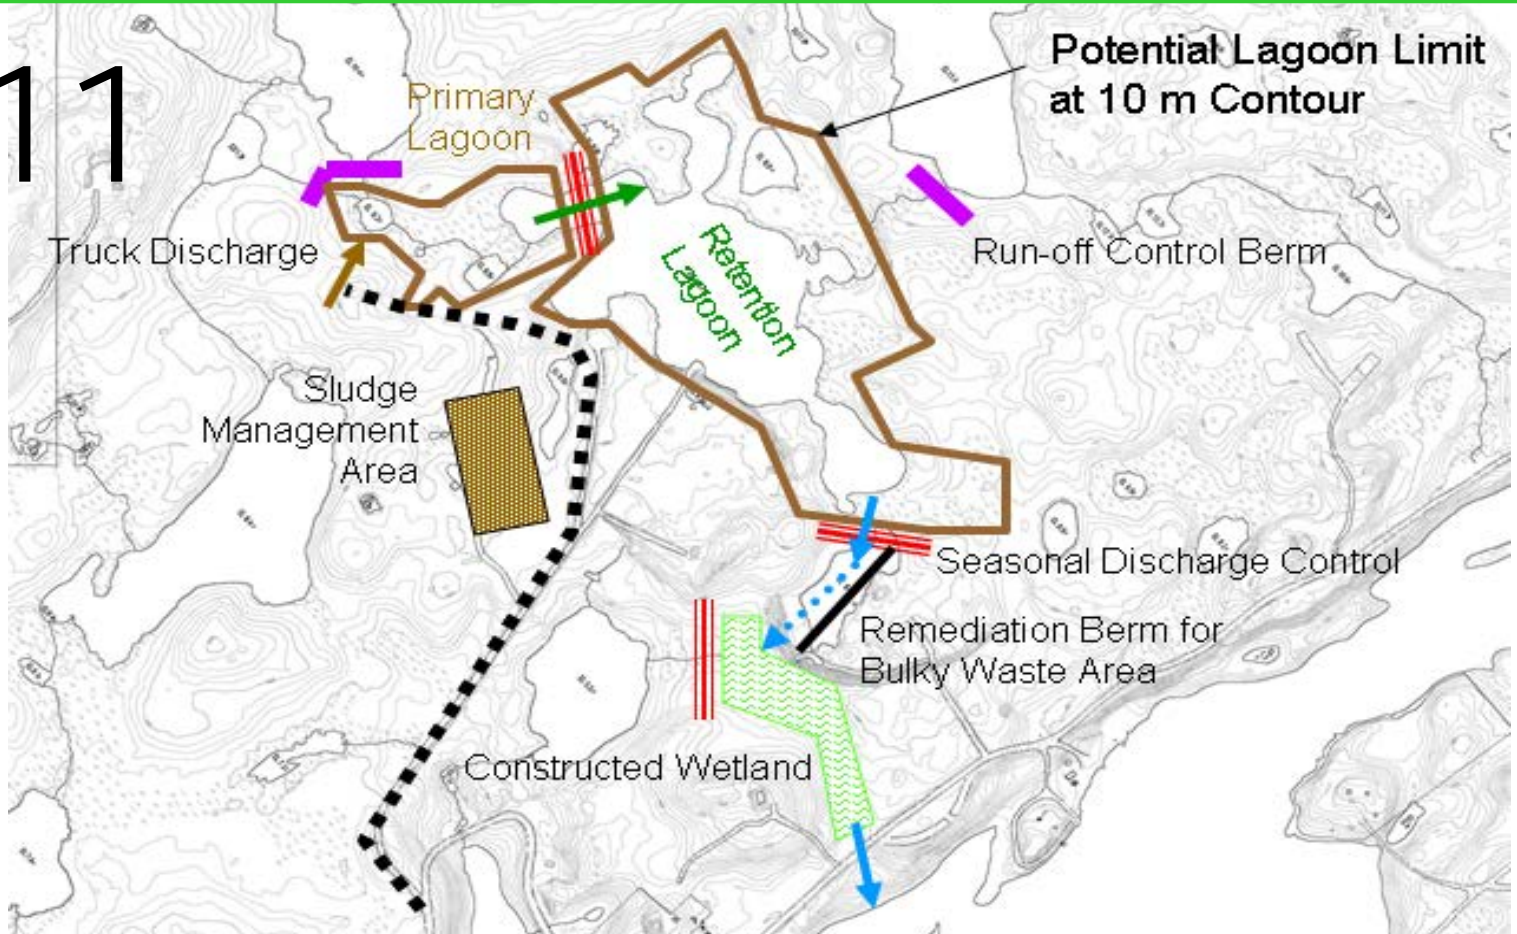 11
Potential Lagoon Limit
at 10 m Contour
Primary
Lagoon
Truck Discharge
Run-off Control Berm
Retention
Lagoon
Sludge
Management
Area
Seasonal Discharge Control
Remediation Berm for
Bulky Waste Area
Constructed Wetland